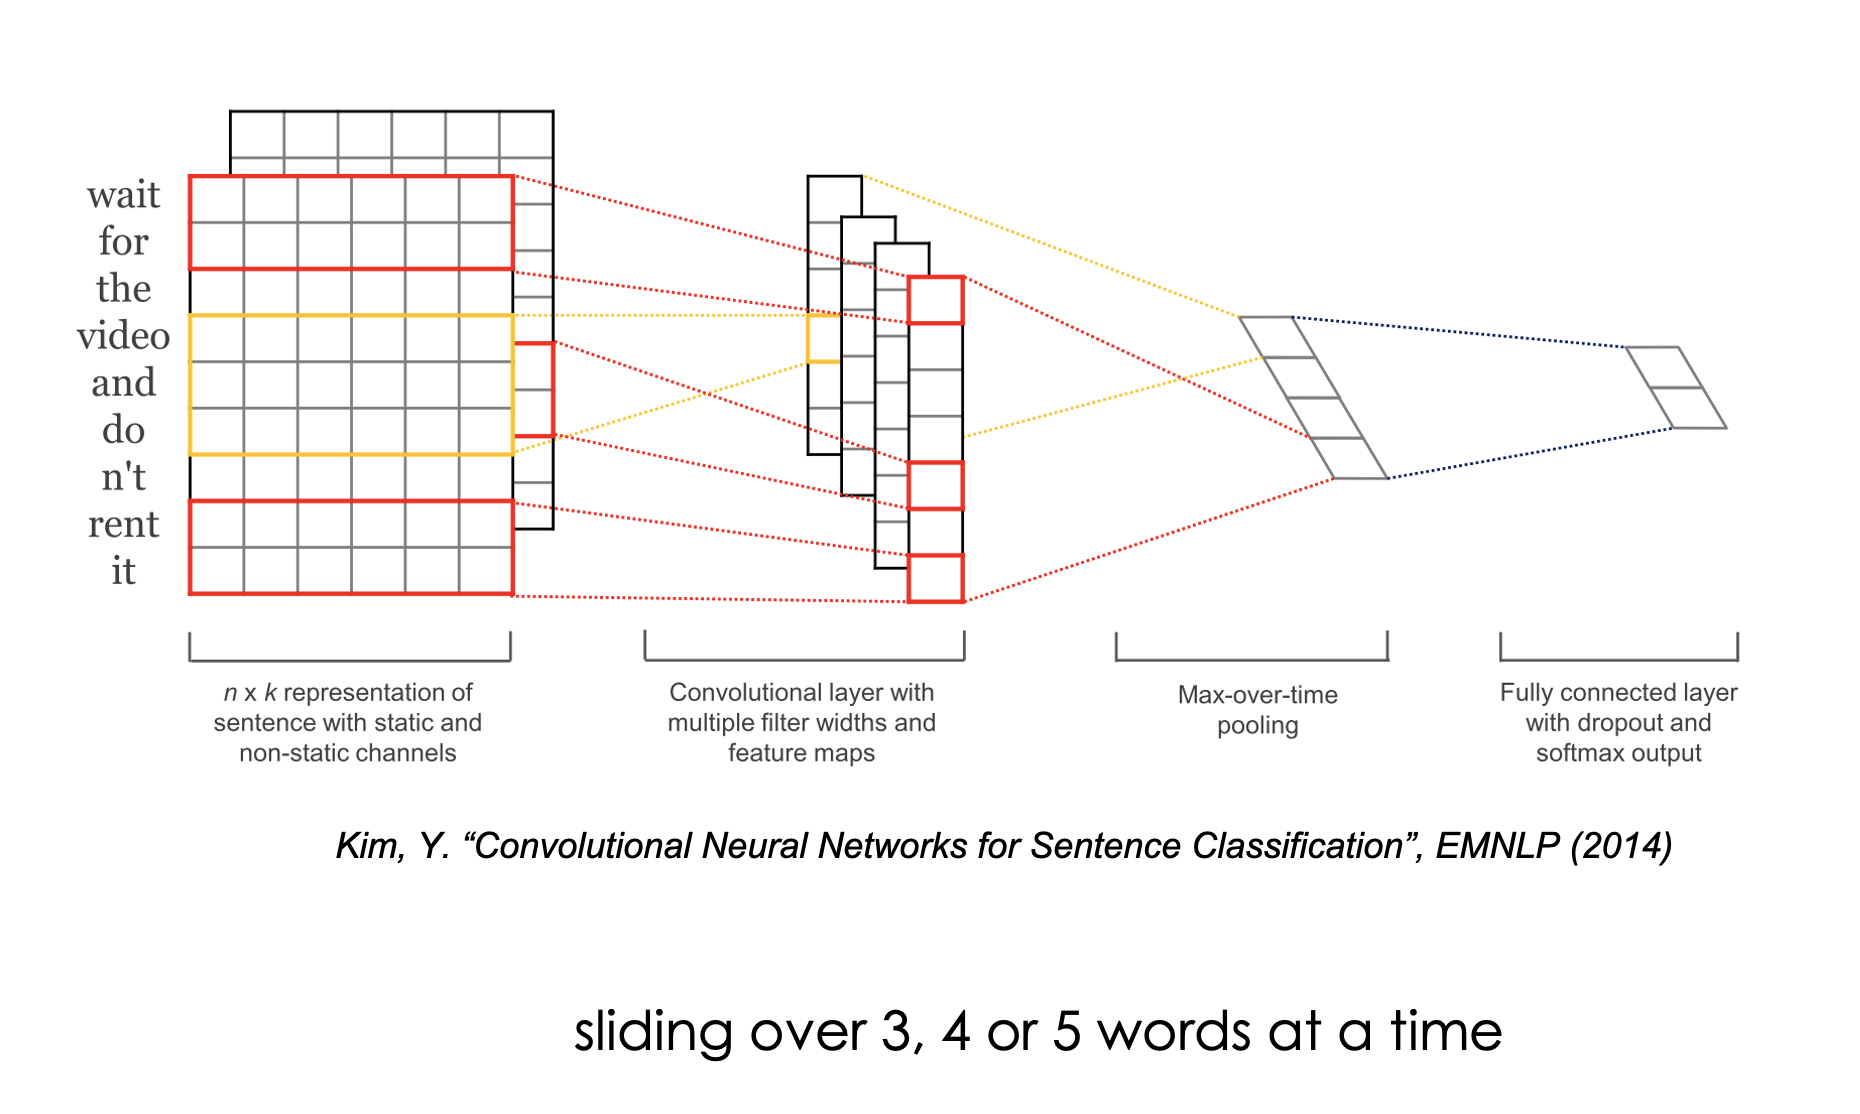 wait
for
the
video
and
do
n't
rent
it
n x k representation of
sentence with static and
non-static channels
Convolutional layer with
multiple filter widths and
feature maps
Max-over-time
pooling
Fully connected layer
with dropout and
softmax output
Kim, Y. “Convolutional Neural Networks for Sentence Classification”, EMNLP (2014)
sliding over 3, 4 or 5 words at a time